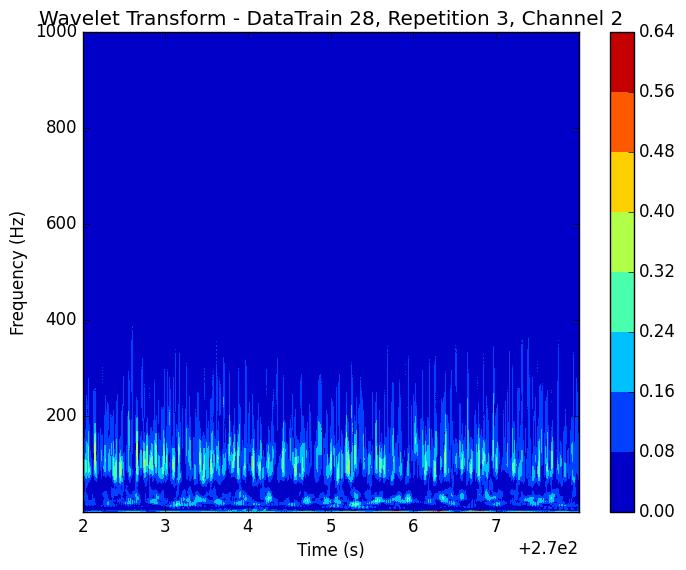 Wavelet Transform - DataTrain 28, Repetition 3, Channel 2
1000
800
600
400
200
Frequency (Hz)
2 3 4 5 6 7
+2.7e2
Time (s)
0.64
0.56
0.48
0.40
0.32
0.24
0.16
0.08
0.00